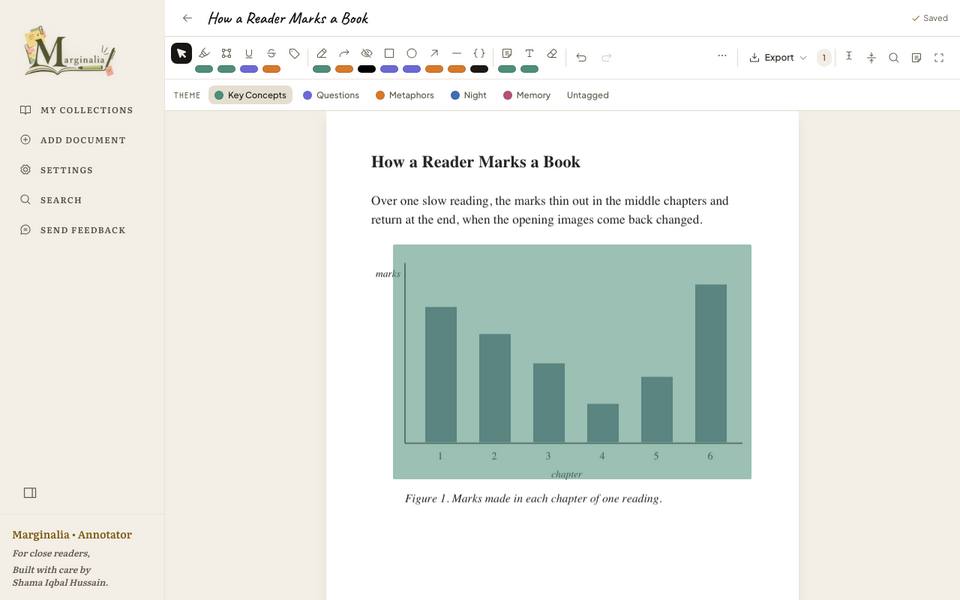 How a Reader Marks a Book
Saved
Marginalia
MY COLLECTIONS
ADD DOCUMENT
SETTINGS
SEARCH
SEND FEEDBACK
U S T { }
Export
1
THEME Key Concepts Questions Metaphors Night Memory Untagged
How a Reader Marks a Book
Over one slow reading, the marks thin out in the middle chapters and
return at the end, when the opening images come back changed.
marks
1 2 3 4 5 6
chapter
Figure 1. Marks made in each chapter of one reading.
Marginalia • Annotator
For close readers,
Built with care by
Shama Iqbal Hussain.